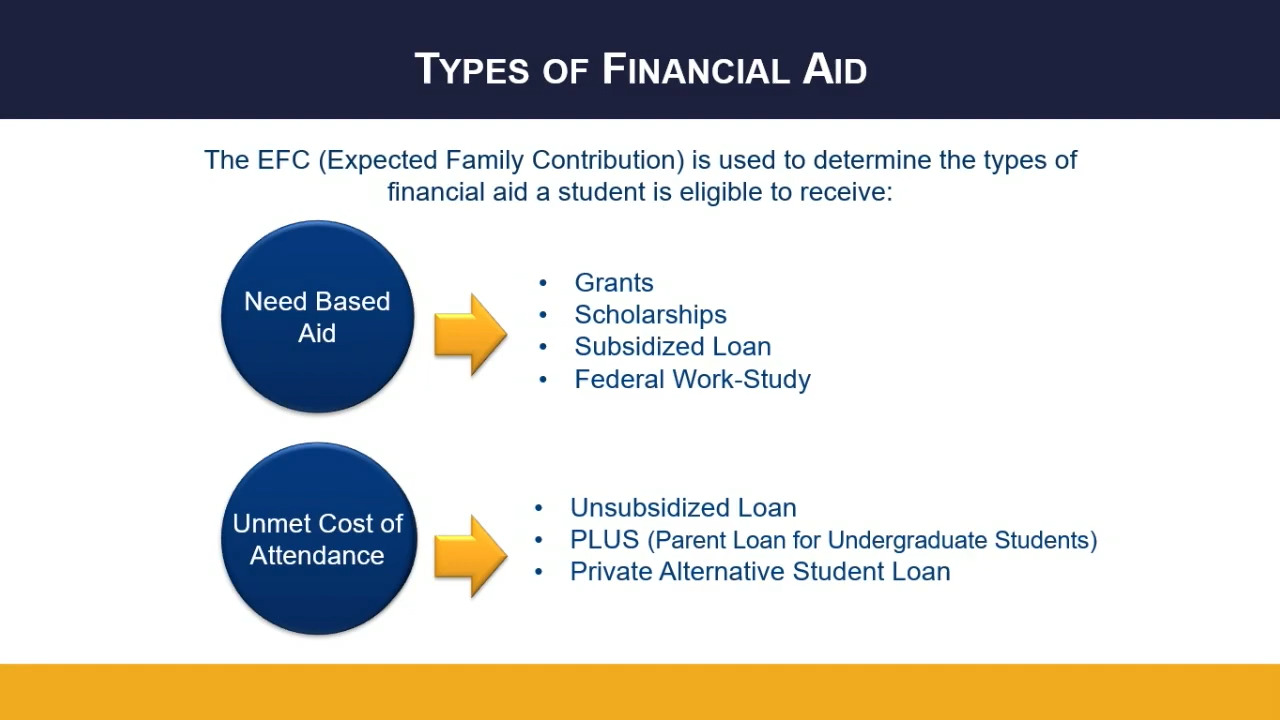 TYPES OF FINANCIAL AID
The EFC (Expected Family Contribution) is used to determine the types of
financial aid a student is eligible to receive:
Need Based
Aid
• Grants
• Scholarships
• Subsidized Loan
• Federal Work-Study
Unmet Cost of
Attendance
• Unsubsidized Loan
• PLUS (Parent Loan for Undergraduate Students)
• Private Alternative Student Loan